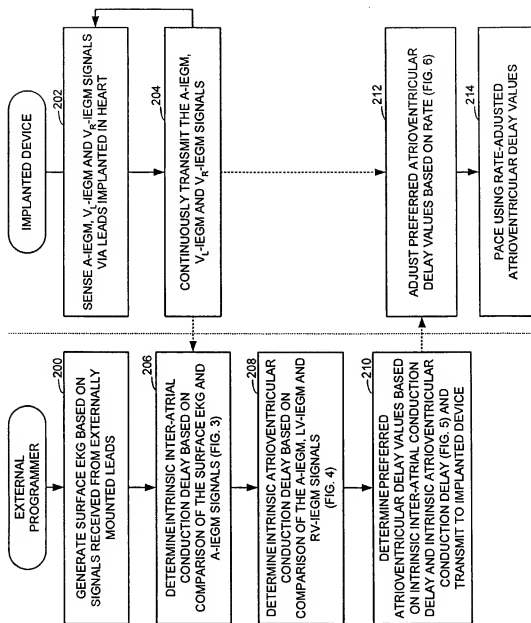 EXTERNAL
PROGRAMMER
200
GENERATE SURFACE EKG BASED ON
SIGNALS RECEIVED FROM EXTERNALLY
MOUNTED LEADS
206
DETERMINE INTRINSIC INTER-ATRIAL
CONDUCTION DELAY BASED ON
COMPARISON OF THE SURFACE EKG AND
A-IEGM SIGNALS (FIG. 3)
208
DETERMINE INTRINSIC ATRIOVENTRICULAR
CONDUCTION DELAY BASED ON
COMPARISON OF THE A-IEGM, LV-IEGM AND
RV-IEGM SIGNALS
(FIG. 4)
210
DETERMINE PREFERRED
ATRIOVENTRICULAR DELAY VALUES BASED
ON INTRINSIC INTER-ATRIAL CONDUCTION
DELAY AND INTRINSIC ATRIOVENTRICULAR
CONDUCTION DELAY (FIG. 5) AND
TRANSMIT TO IMPLANTED DEVICE
IMPLANTED DEVICE
202
SENSE A-IEGM, VL-IEGM AND VR-IEGM SIGNALS
VIA LEADS IMPLANTED IN HEART
204
CONTINUOUSLY TRANSMIT THE A-IEGM,
VL-IEGM AND VR-IEGM SIGNALS
212
ADJUST PREFERRED ATRIOVENTRICULAR
DELAY VALUES BASED ON RATE (FIG. 6)
214
PACE USING RATE-ADJUSTED
ATRIOVENTRICULAR DELAY VALUES